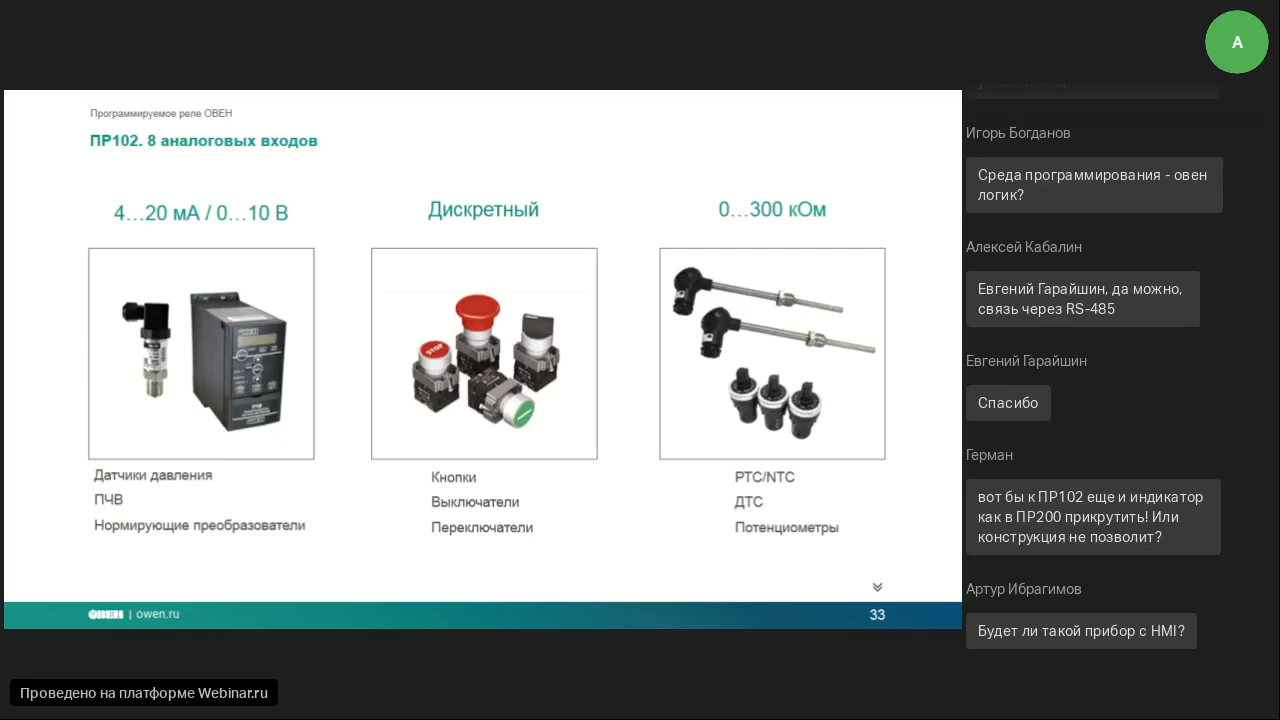 A
Программируемое реле ОВЕН
ПР102. 8 аналоговых входов
4…20 мА / 0…10 В
Дискретный
0…300 кОм
STOP
Датчики давления
ПЧВ
Нормирующие преобразователи
Кнопки
Выключатели
Переключатели
РТС/NTC
ДТС
Потенциометры
ОВЕН | owen.ru
33
Игорь Богданов
Среда программирования - овен
логик?
Алексей Кабалин
Евгений Гарайшин, да можно,
связь через RS-485
Евгений Гарайшин
Спасибо
Герман
вот бы к ПР102 еще и индикатор
как в ПР200 прикрутить! Или
конструкция не позволит?
Артур Ибрагимов
Будет ли такой прибор с HMI?
Проведено на платформе Webinar.ru